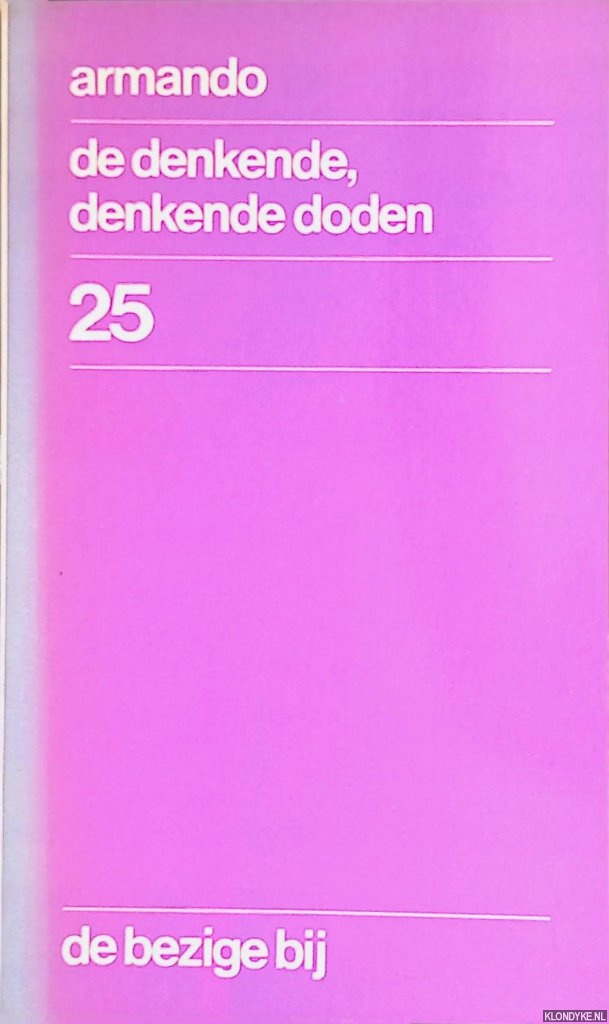 armando
de denkende,
denkende doden
25
de bezige bij
KLONDYKE.NL